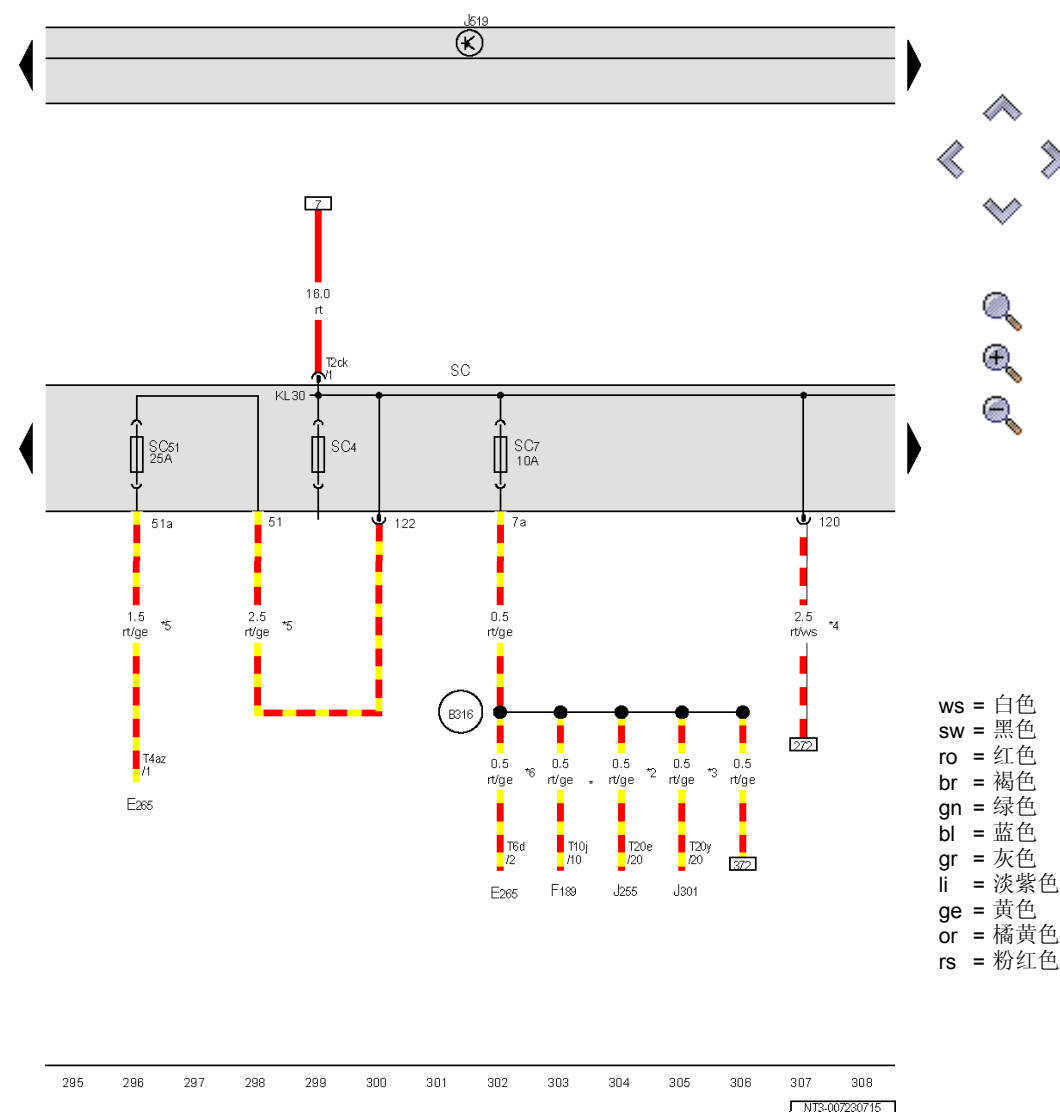 J519
7
16.0
rt
T2ck
/1
SC
KL30
SC51
25A
SC4
SC7
10A
51a
51
122
7a
120
1.5
rt/ge *5
2.5
rt/ge *5
0.5
rt/ge
2.5
rt/ws *4
B316
272
0.5
rt/ge *6
0.5
rt/ge *
0.5
rt/ge *2
0.5
rt/ge *3
0.5
rt/ge
T4az
/1
E265
T6d
/2
T10j
/10
T20e
/20
T20y
/20
372
E265
F189
J255
J301
ws = 白色
sw = 黑色
ro = 红色
br = 褐色
gn = 绿色
bl = 蓝色
gr = 灰色
li = 淡紫色
ge = 黄色
or = 橘黄色
rs = 粉红色
295 296 297 298 299 300 301 302 303 304 305 306 307 308
NT3-007230715